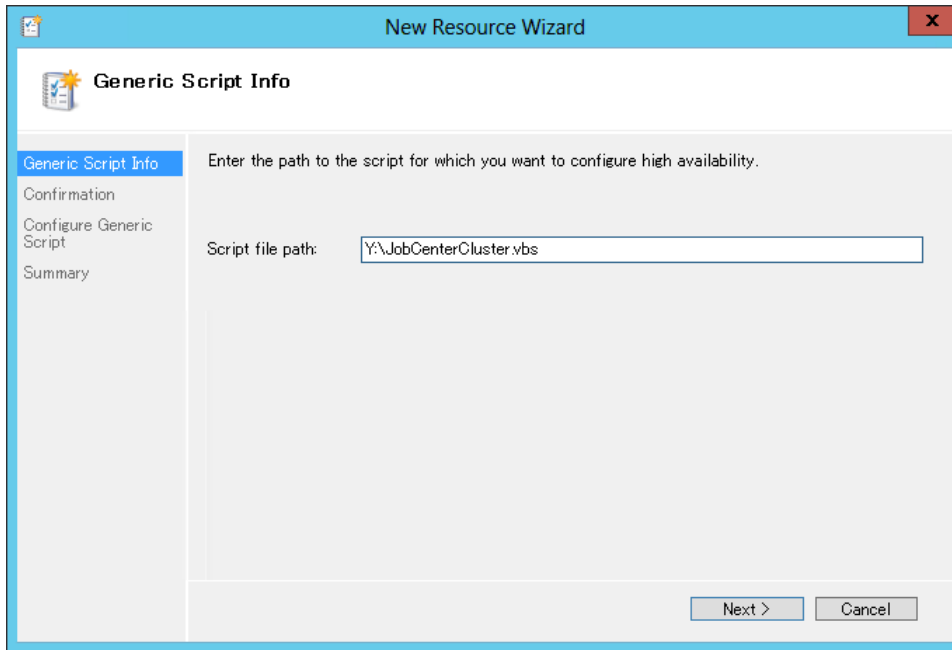 New Resource Wizard
x
Generic Script Info
Generic Script Info
Confirmation
Configure Generic
Script
Summary
Enter the path to the script for which you want to configure high availability.
Script file path:
Y:\JobCenterCluster.vbs
Next >
Cancel